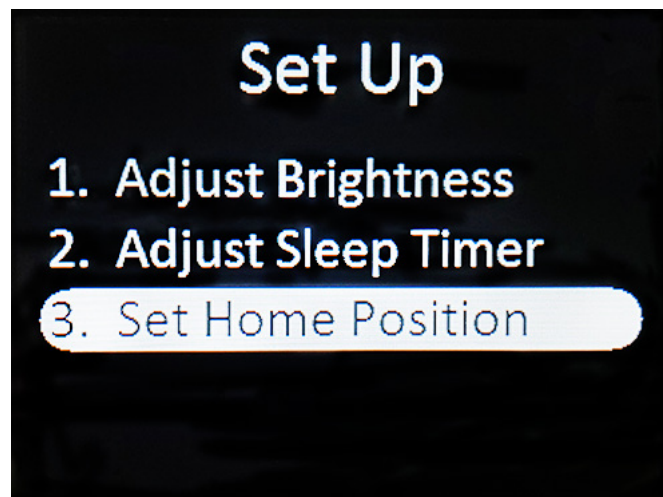 Set Up
1. Adjust Brightness
2. Adjust Sleep Timer
3. Set Home Position